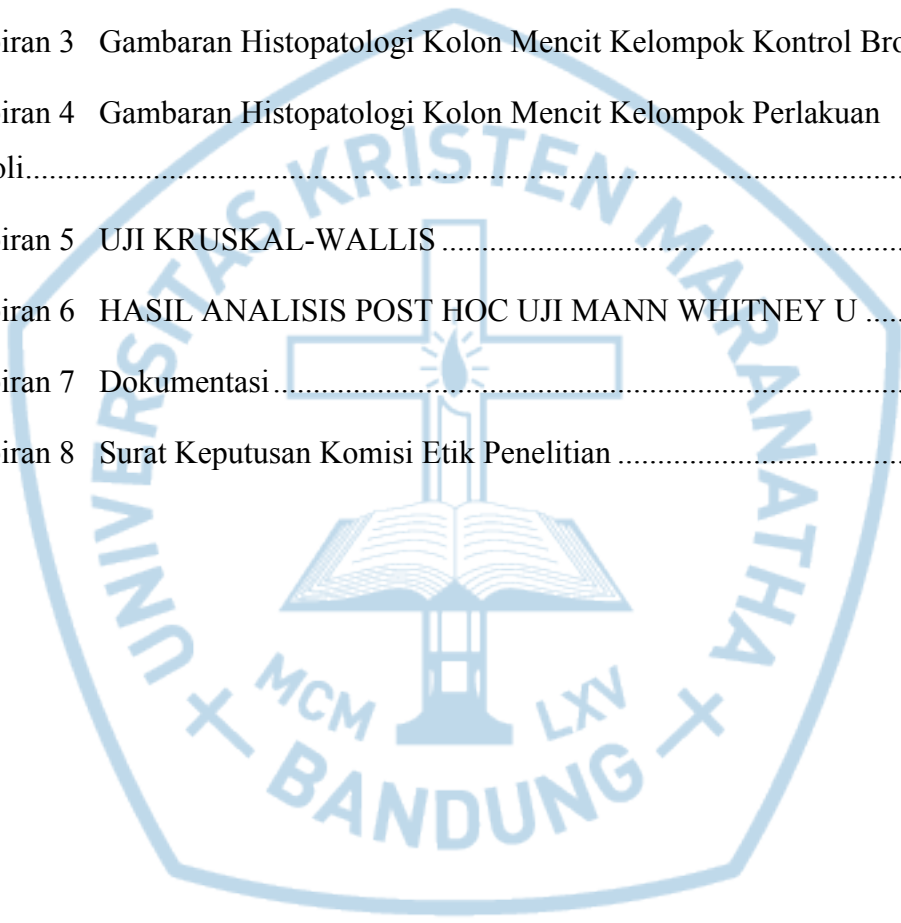 iran 3 Gambaran Histopatologi Kolon Mencit Kelompok Kontrol Bro
iran 4 Gambaran Histopatologi Kolon Mencit Kelompok Perlakuan
oli..............................................................................................................
iran 5 UJI KRUSKAL-WALLIS..........................................................
iran 6 HASIL ANALISIS POST HOC UJI MANN WHITNEY U .....
iran 7 Dokumentasi................................................................................
iran 8 Surat Keputusan Komisi Etik Penelitian ....................................
UNIVERSITAS KRISTEN MARANATHA
MCM LXV
BANDUNG